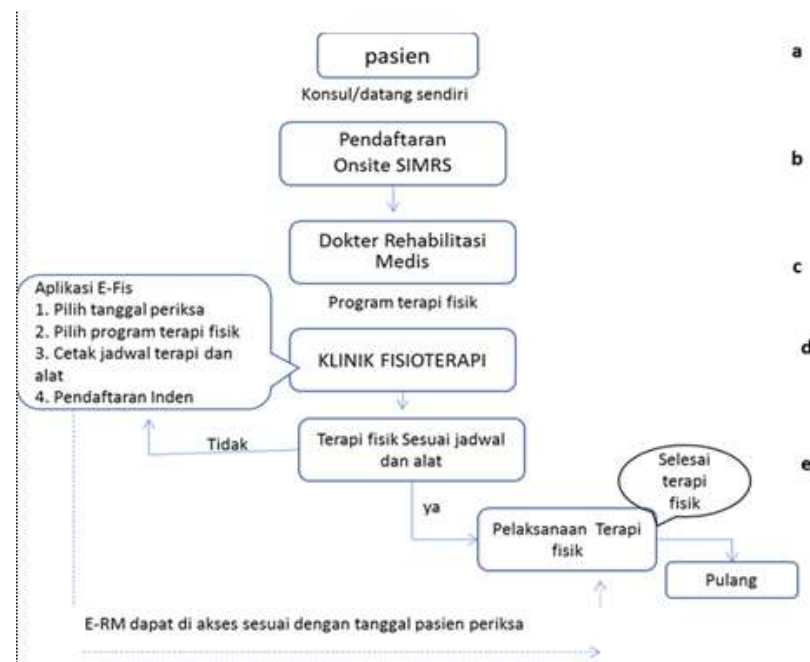 pasien
a
Konsul/datang sendiri
Pendaftaran
Onsite SIMRS
b
Dokter Rehabilitasi
Medis
c
Program terapi fisik
Aplikasi E-Fis
1. Pilih tanggal periksa
2. Pilih program terapi fisik
3. Cetak jadwal terapi dan
alat
4. Pendaftaran Inden
KLINIK FISIOTERAPI
d
Tidak
Terapi fisik Sesuai jadwal
dan alat
Selesai
terapi
fisik
e
ya
Pelaksanaan Terapi
fisik
Pulang
E-RM dapat di akses sesuai dengan tanggal pasien periksa